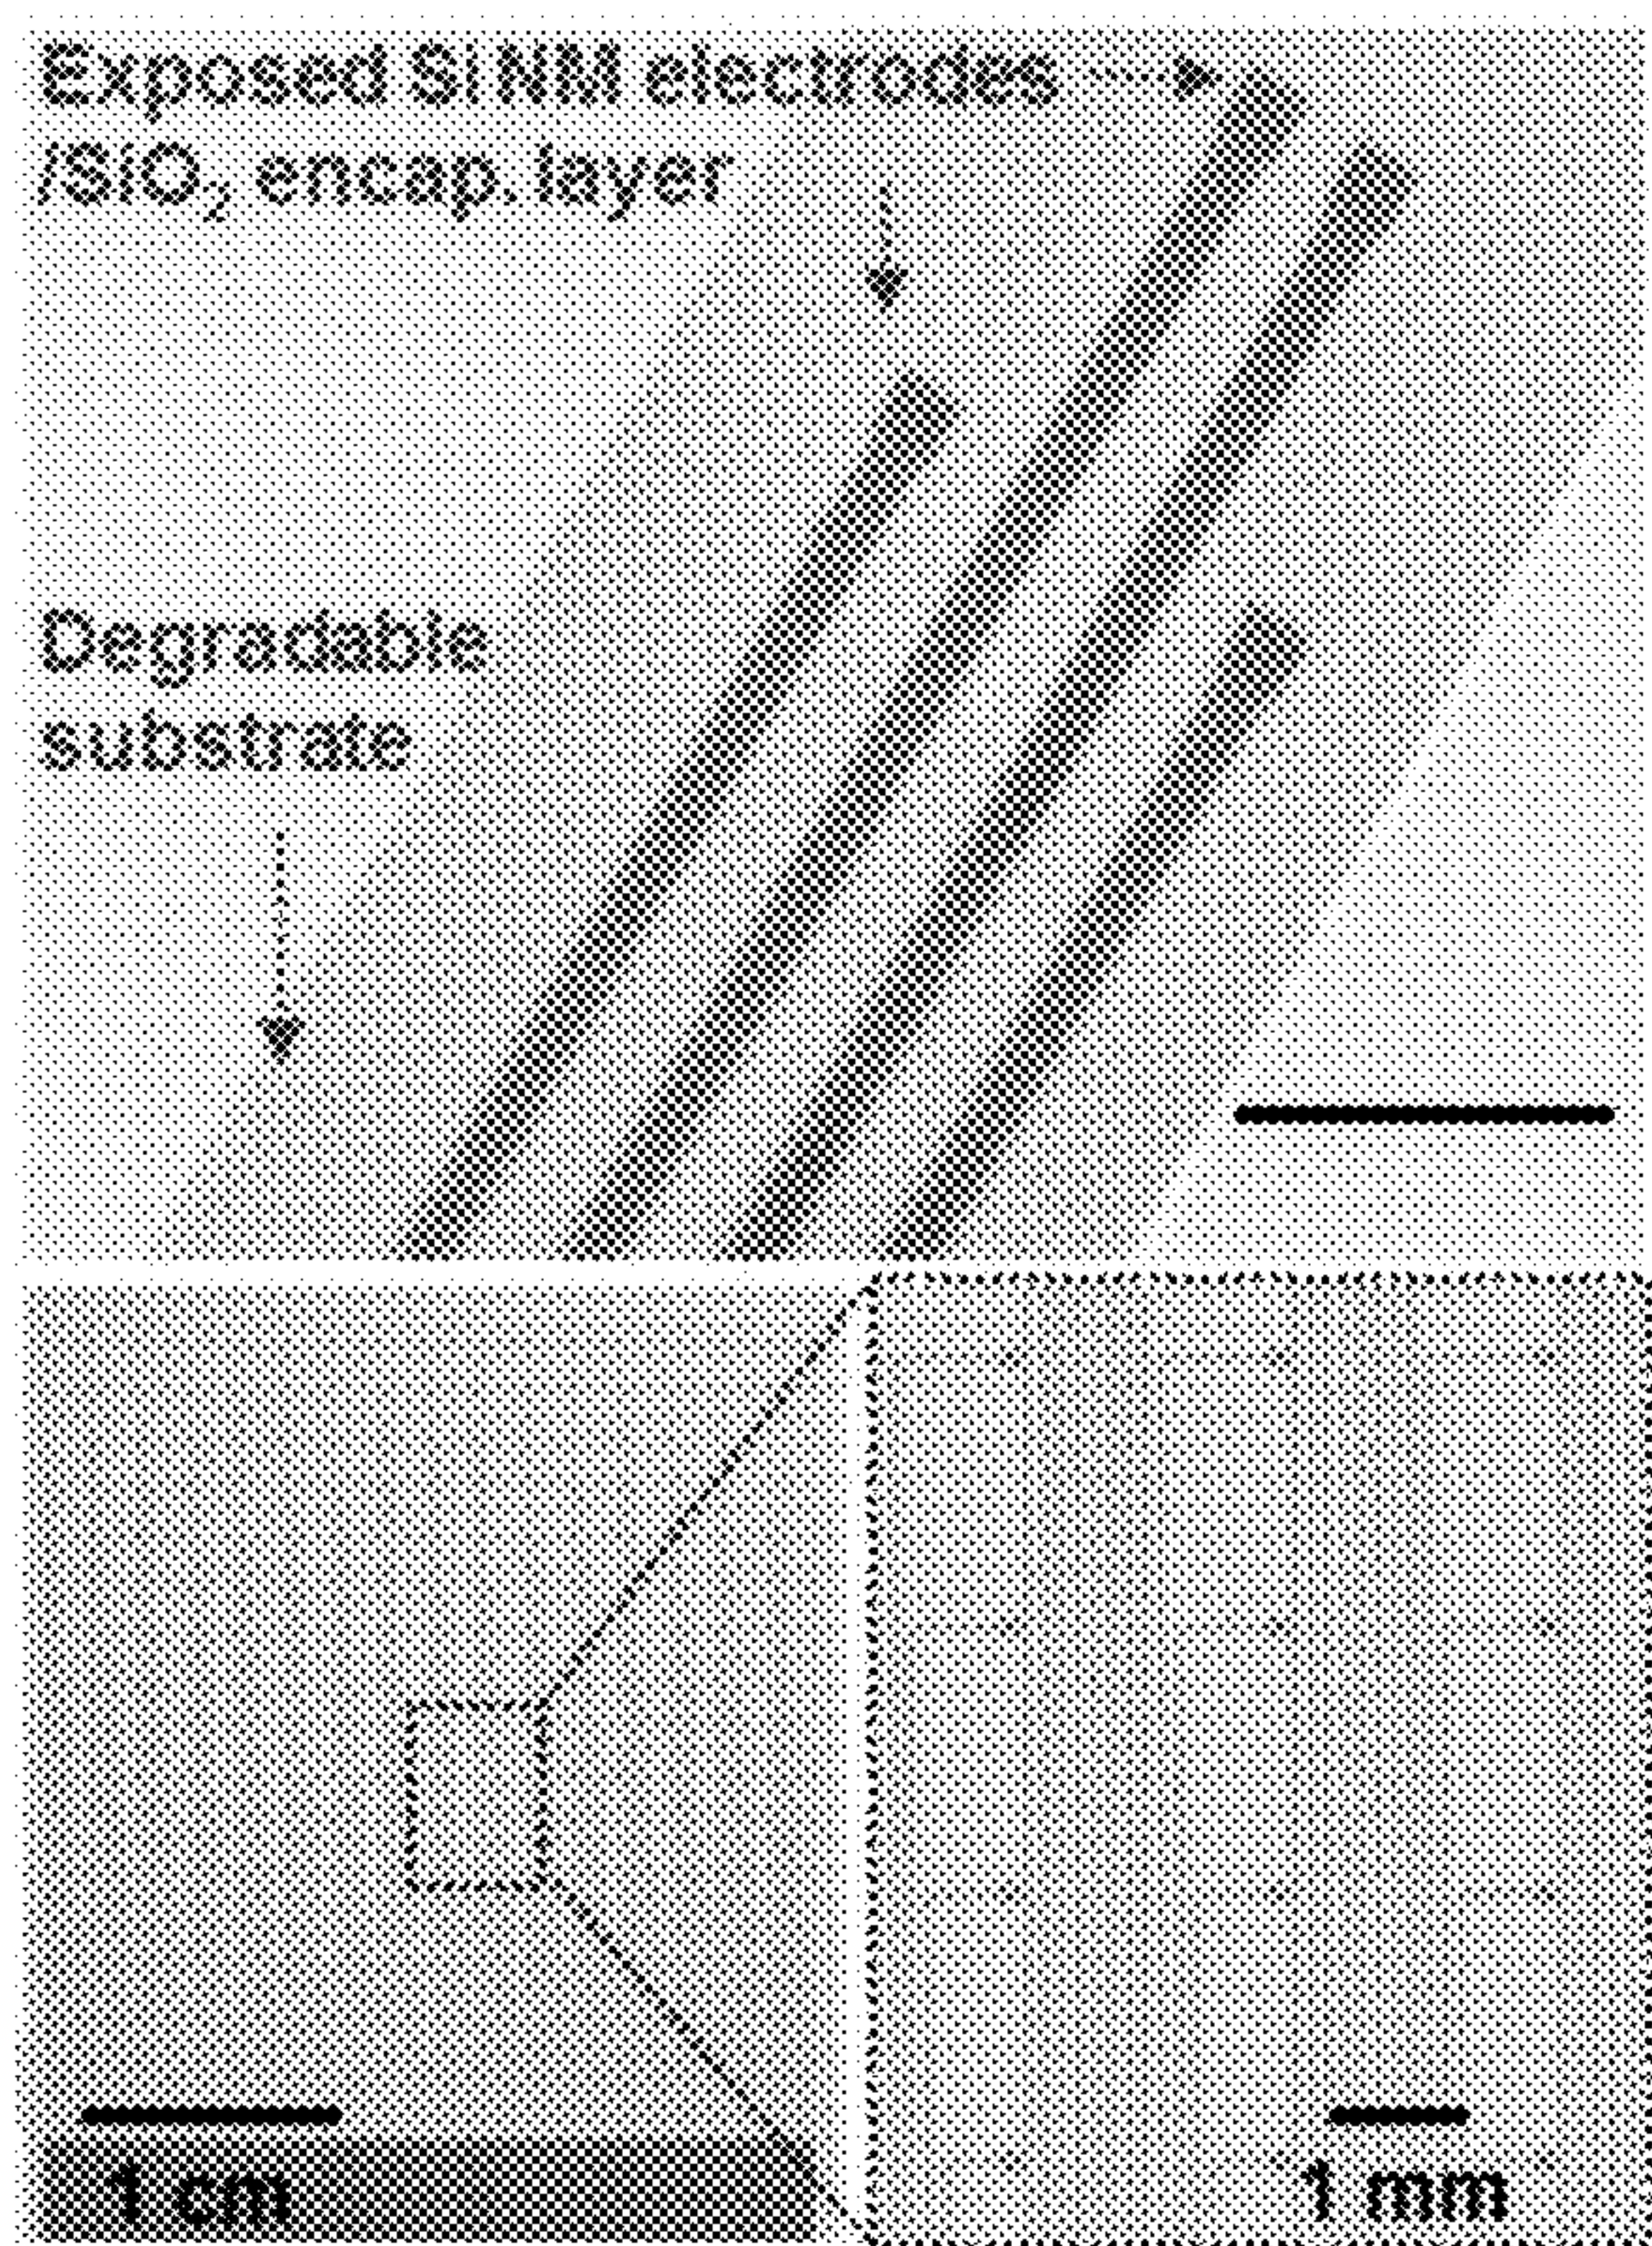 Exposed Si NM electrodes
/SiO₂ encap. layer
Degradable
substrate
1 cm
1 mm